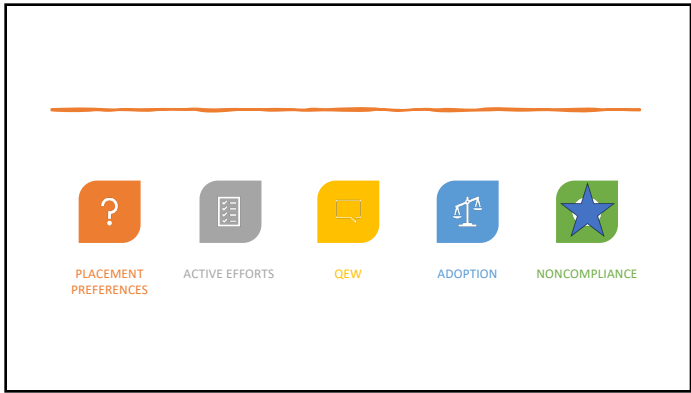 ?
PLACEMENT
PREFERENCES
ACTIVE EFFORTS
QEW
ADOPTION
NONCOMPLIANCE